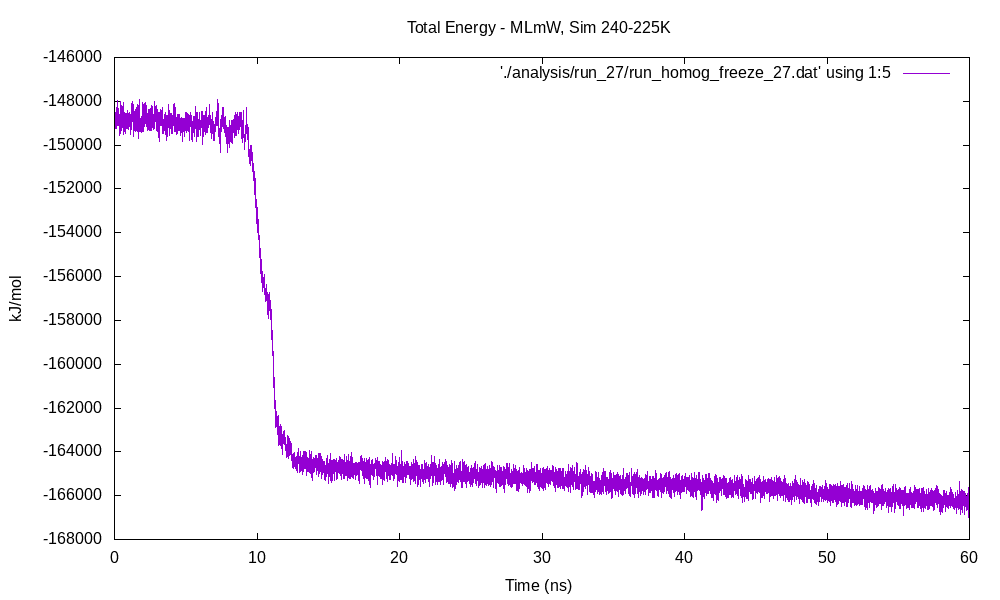 Total Energy - MLmW, Sim 240-225K
'./analysis/run_27/run_homog_freeze_27.dat' using 1:5
-146000
-148000
-150000
-152000
-154000
-156000
-158000
-160000
-162000
-164000
-166000
-168000
kJ/mol
0 10 20 30 40 50 60
Time (ns)